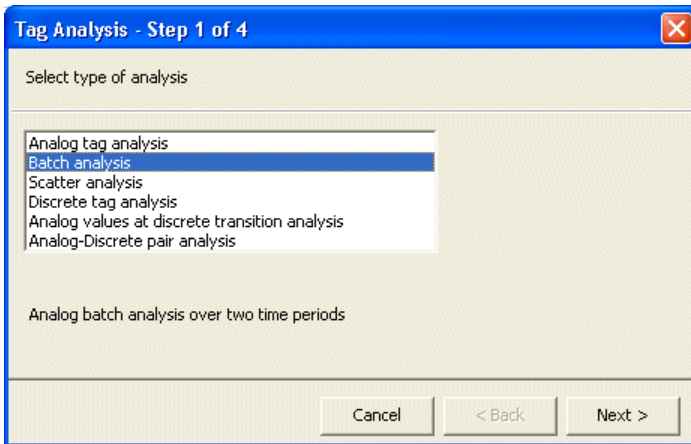 Tag Analysis - Step 1 of 4
Select type of analysis
Analog tag analysis
Batch analysis
Scatter analysis
Discrete tag analysis
Analog values at discrete transition analysis
Analog-Discrete pair analysis
Analog batch analysis over two time periods
Cancel
< Back
Next >